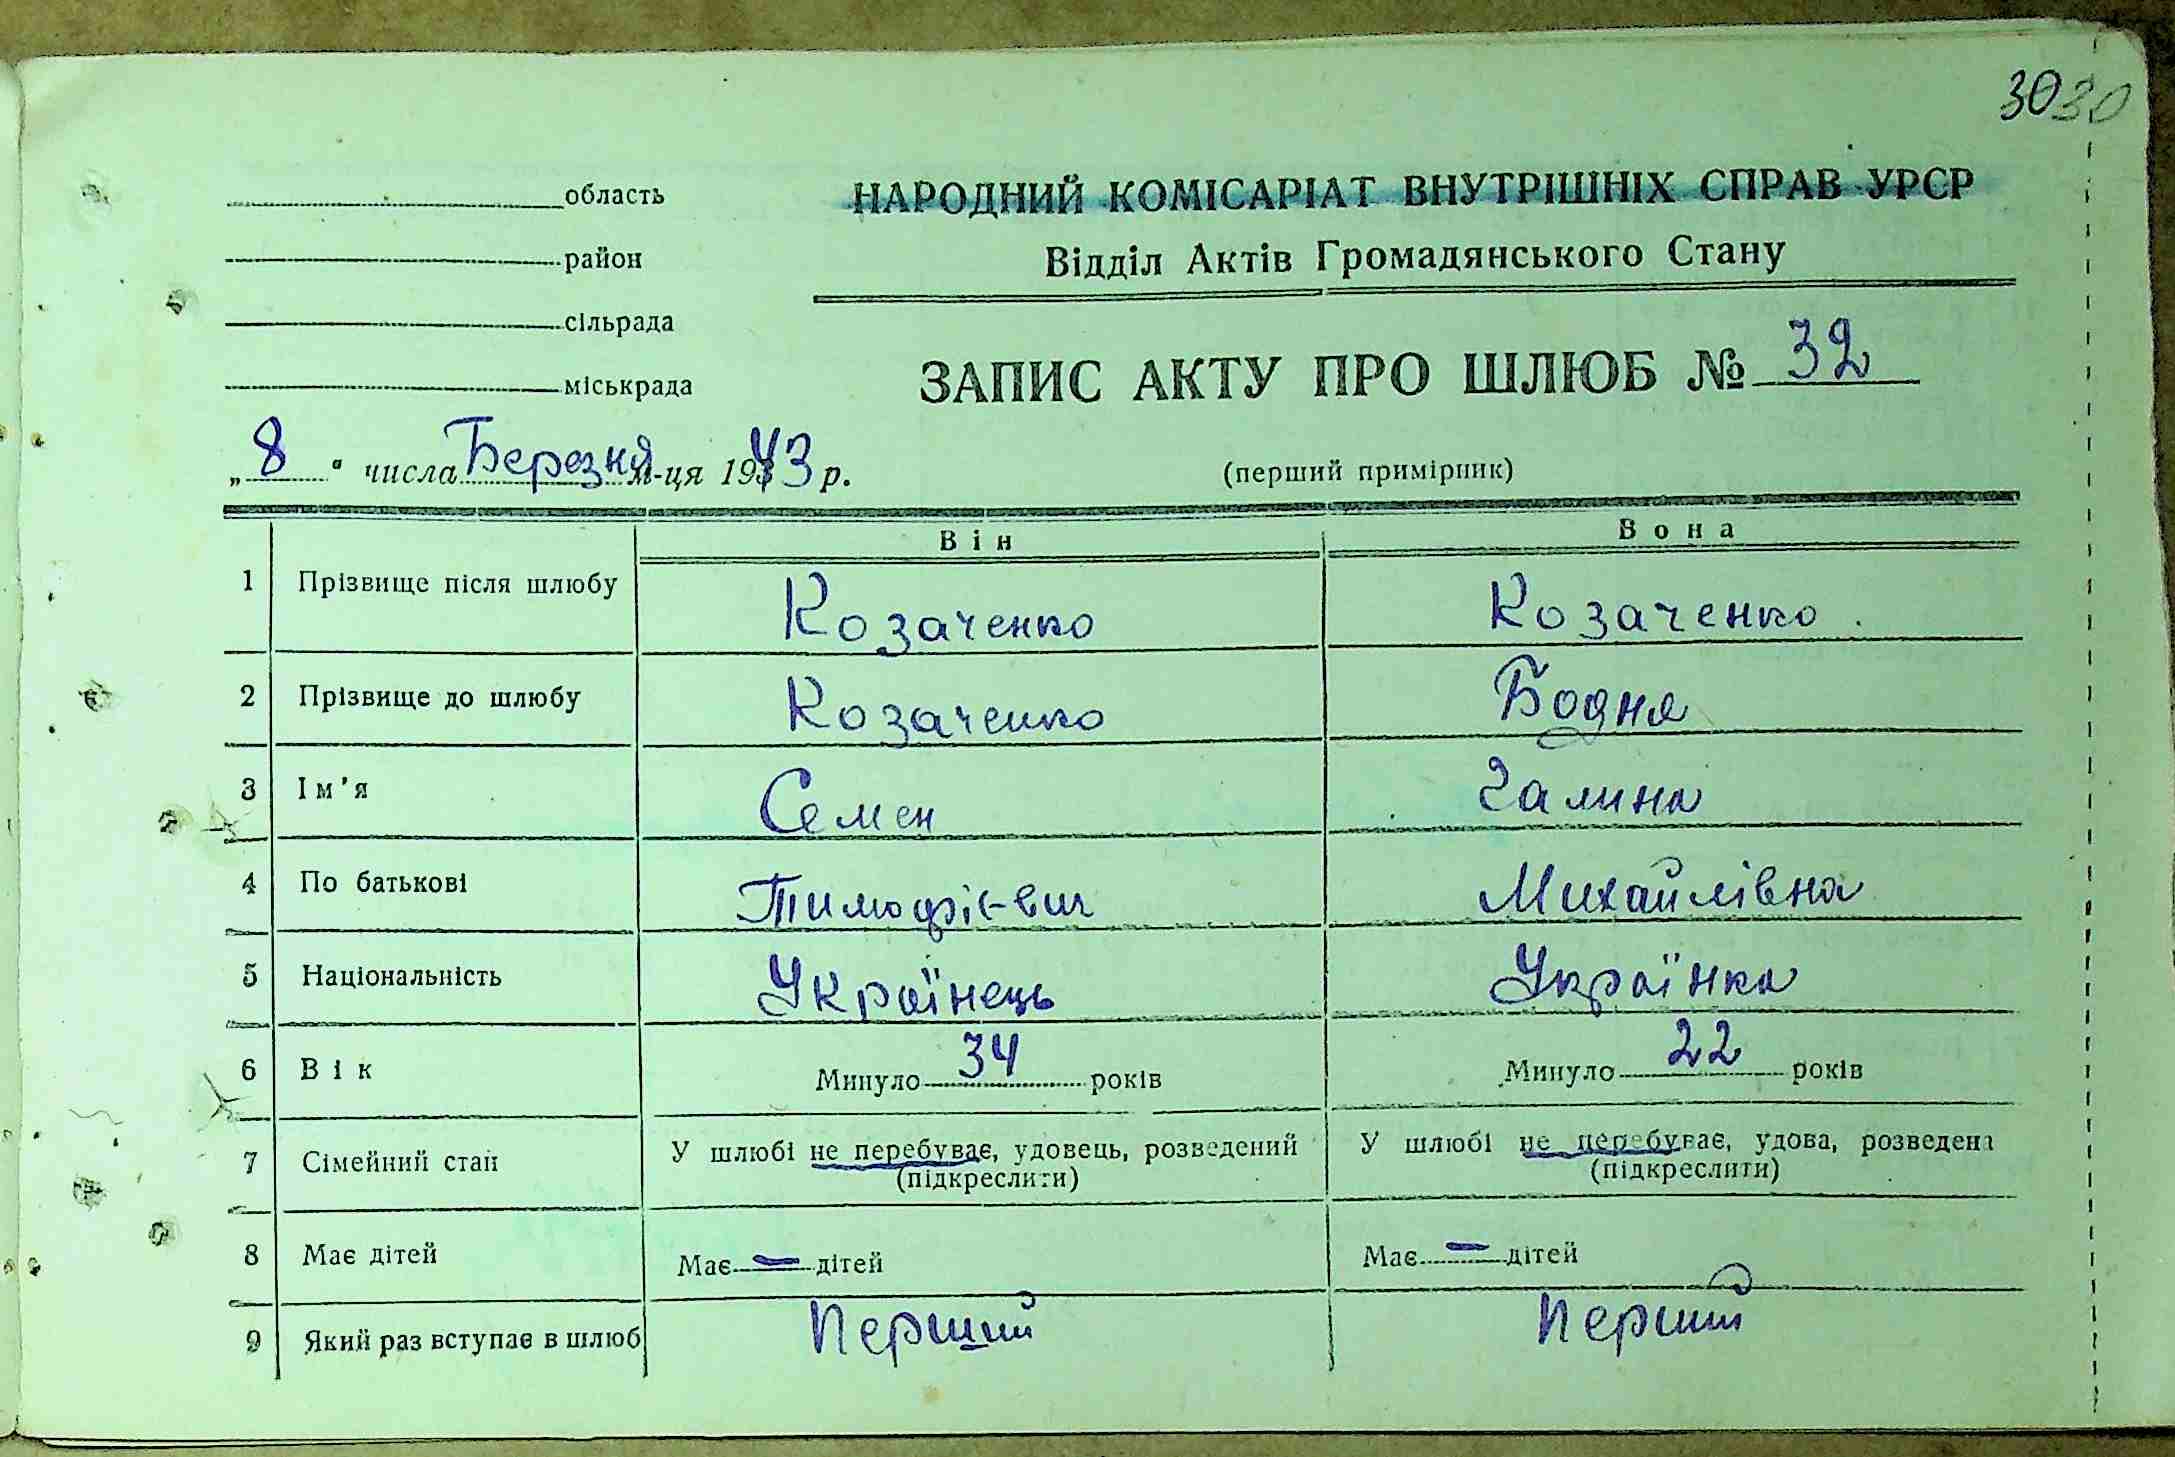 30 30
область
район
сільрада
міськрада
НАРОДНИЙ КОМІСАРІАТ ВНУТРІШНІХ СПРАВ УРСР
Відділ Актів Громадянського Стану
ЗАПИС АКТУ ПРО ШЛЮБ № 32
„8“ числа Березня м-ця 1943 р.
(перший примірник)
Він Вона
1 Прізвище після шлюбу Козаченко Козаченко
2 Прізвище до шлюбу Козаченко Бодня
3 Ім'я Семен Галина
4 По батькові Тимофієвич Михайлівна
5 Національність Українець Українка
6 Вік Минуло 34 років Минуло 22 років
7 Сімейний стан У шлюбі не перебуває, удовець, розведений У шлюбі не перебуває, удова, розведена
(підкреслити) (підкреслити)
8 Має дітей Має — дітей Має — дітей
9 Який раз вступає в шлюб Перший Перший